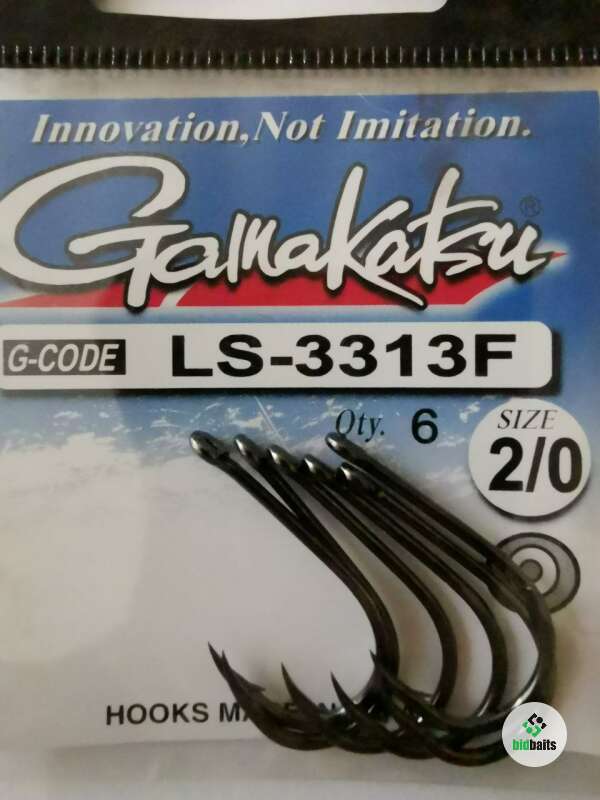 Innovation, Not Imitation.
Gamakatsu ®
G-CODE LS-3313F
Qty. 6
SIZE
2/0
HOOKS
bidbaits